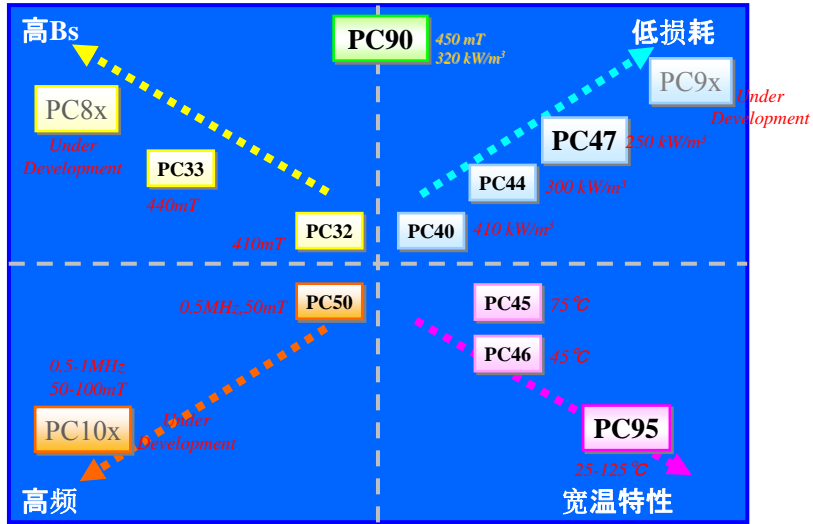 高Bs
PC90
450 mT
320 kW/m³
低损耗
PC8x
Under
Development
PC33
440mT
PC32
410mT
PC9x
Under
Development
PC47
250 kW/m³
PC44
300 kW/m³
PC40
410 kW/m³
PC50
0.5MHz,50mT
0.5-1MHz
50-100mT
PC10x
Under
Development
高频
PC45
75℃
PC46
45℃
PC95
25-125℃
宽温特性